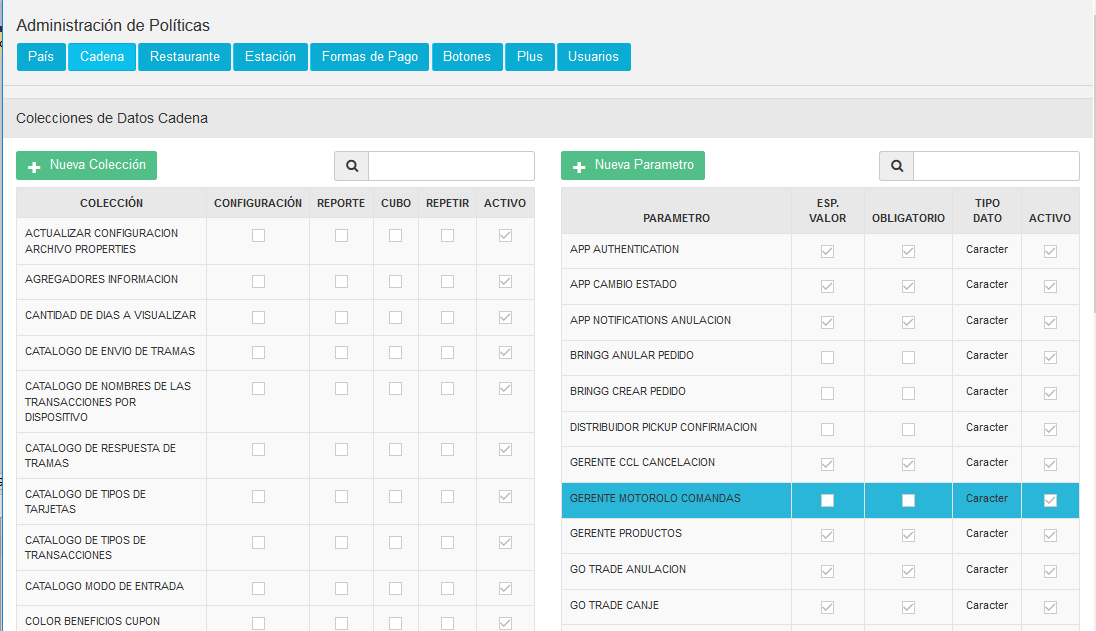 Administración de Políticas
País Cadena Restaurante Estación Formas de Pago Botones Plus Usuarios
Colecciones de Datos Cadena
Nueva Colección
COLECCIÓN CONFIGURACIÓN REPORTE CUBO REPETIR ACTIVO
ACTUALIZAR CONFIGURACION
ARCHIVO PROPERTIES
AGREGADORES INFORMACION
CANTIDAD DE DIAS A VISUALIZAR
CATALOGO DE ENVIO DE TRAMAS
CATALOGO DE NOMBRES DE LAS
TRANSACCIONES POR
DISPOSITIVO
CATALOGO DE RESPUESTA DE
TRAMAS
CATALOGO DE TIPOS DE
TARJETAS
CATALOGO DE TIPOS DE
TRANSACCIONES
CATALOGO MODO DE ENTRADA
COLOR BENEFICIOS CUPON
Nueva Parametro
ESP. TIPO
PARAMETRO VALOR OBLIGATORIO DATO ACTIVO
APP AUTHENTICATION Caracter
APP CAMBIO ESTADO Caracter
APP NOTIFICATIONS ANULACION Caracter
BRINGG ANULAR PEDIDO Caracter
BRINGG CREAR PEDIDO Caracter
DISTRIBUIDOR PICKUP CONFIRMACION Caracter
GERENTE CCL CANCELACION Caracter
GERENTE MOTOROLO COMANDAS Caracter
GERENTE PRODUCTOS Caracter
GO TRADE ANULACION Caracter
GO TRADE CANJE Caracter